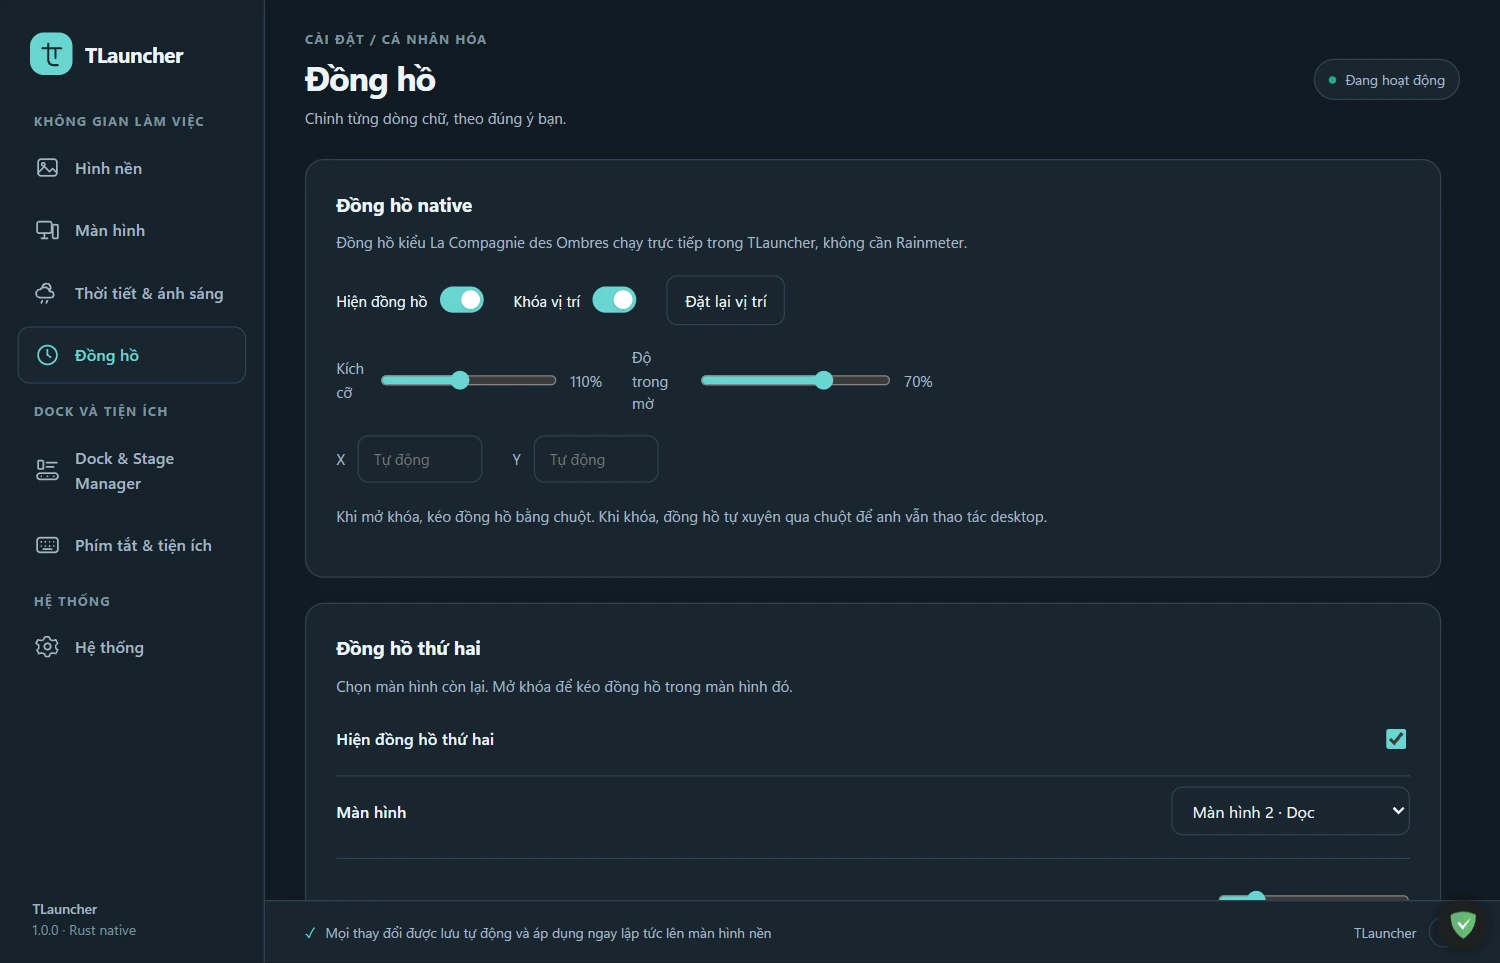 TLauncher
KHÔNG GIAN LÀM VIỆC
Hình nền
Màn hình
Thời tiết & ánh sáng
Đồng hồ
DOCK VÀ TIỆN ÍCH
Dock & Stage
Manager
Phím tắt & tiện ích
HỆ THỐNG
Hệ thống
TLauncher
1.0.0 · Rust native
CÀI ĐẶT / CÁ NHÂN HÓA
Đồng hồ
Chỉnh từng dòng chữ, theo đúng ý bạn.
Đang hoạt động
Đồng hồ native
Đồng hồ kiểu La Compagnie des Ombres chạy trực tiếp trong TLauncher, không cần Rainmeter.
Hiện đồng hồ Khóa vị trí Đặt lại vị trí
Kích
cỡ
110%
Độ
trong
mờ
70%
X Tự động Y Tự động
Khi mở khóa, kéo đồng hồ bằng chuột. Khi khóa, đồng hồ tự xuyên qua chuột để anh vẫn thao tác desktop.
Đồng hồ thứ hai
Chọn màn hình còn lại. Mở khóa để kéo đồng hồ trong màn hình đó.
Hiện đồng hồ thứ hai
Màn hình Màn hình 2 · Dọc
✓ Mọi thay đổi được lưu tự động và áp dụng ngay lập tức lên màn hình nền
TLauncher